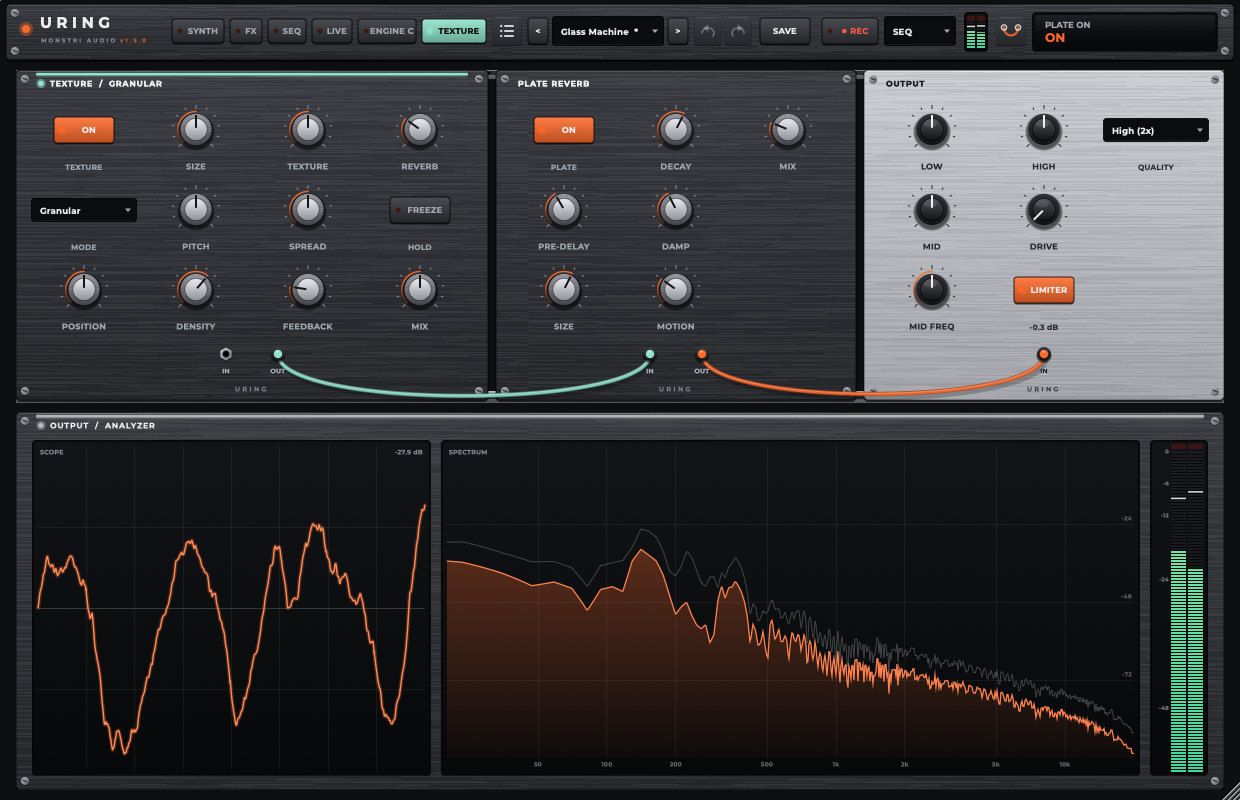 URING
MONSTRI AUDIO v1.5.0
SYNTH FX SEQ LIVE ENGINE C TEXTURE < Glass Machine * > SAVE REC SEQ
PLATE ON
ON
TEXTURE / GRANULAR
ON
TEXTURE SIZE TEXTURE REVERB
Granular FREEZE
MODE PITCH SPREAD HOLD
POSITION DENSITY FEEDBACK MIX
IN OUT
URING
PLATE REVERB
ON
PLATE DECAY MIX
PRE-DELAY DAMP
SIZE MOTION
IN OUT
URING
OUTPUT
High (2x)
LOW HIGH QUALITY
MID DRIVE
LIMITER
MID FREQ -0.3 dB
IN
URING
OUTPUT / ANALYZER
SCOPE -27.9 dB
SPECTRUM
-24
-48
-72
50 100 200 500 1k 2k 5k 10k
0
-6
-12
-24
-48